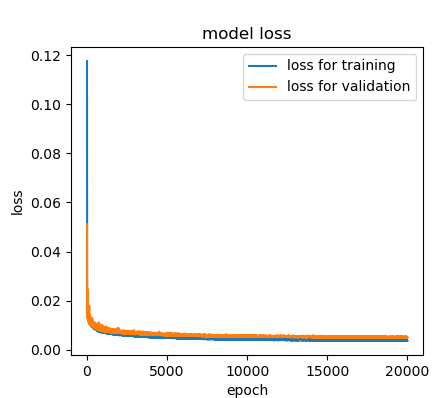 model loss
loss for training
loss for validation
0.12
0.10
0.08
0.06
0.04
0.02
0.00
loss
0 5000 10000 15000 20000
epoch